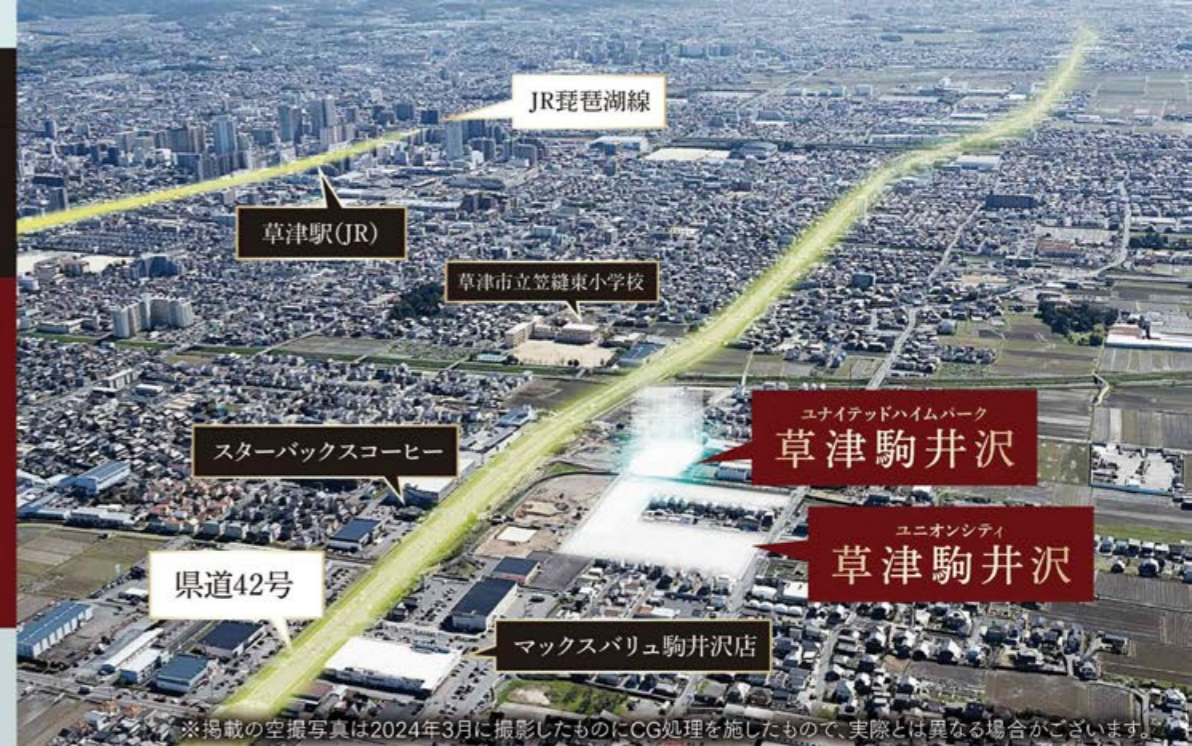 JR琵琶湖線
草津駅(JR)
草津市立笠縫東小学校
ユナイテッドハイムパーク
草津駒井沢
スターバックスコーヒー
ユニオンシティ
草津駒井沢
県道42号
マックスバリュ駒井沢店
※掲載の空撮写真は2024年3月に撮影したものにCG処理を施したもので、実際とは異なる場合がございます。